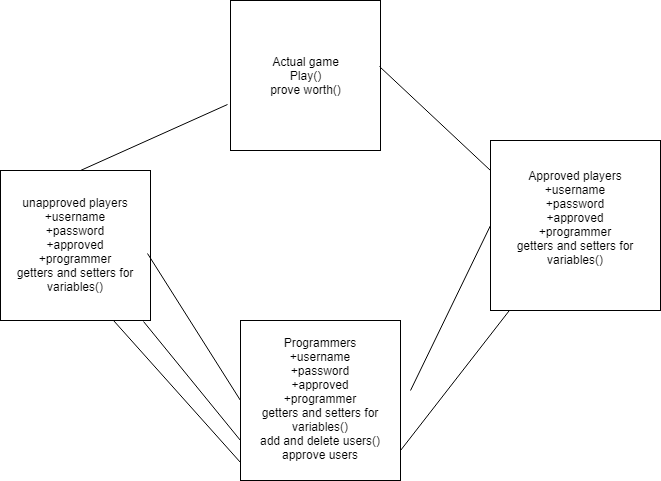 Actual game
Play()
prove worth()
unapproved players
+username
+password
+approved
+programmer
getters and setters for
variables()
Approved players
+username
+password
+approved
+programmer
getters and setters for
variables()
Programmers
+username
+password
+approved
+programmer
getters and setters for
variables()
add and delete users()
approve users